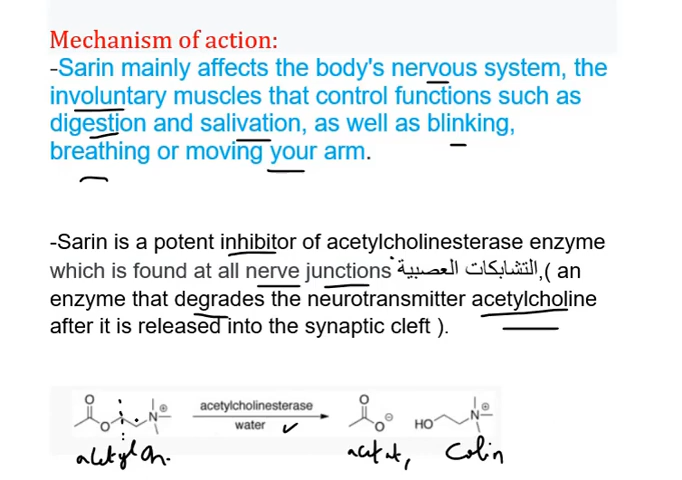 Mechanism of action:
-Sarin mainly affects the body's nervous system, the
involuntary muscles that control functions such as
digestion and salivation, as well as blinking,
breathing or moving your arm.
-Sarin is a potent inhibitor of acetylcholinesterase enzyme
which is found at all nerve junctions التشابكات العصبية,( an
enzyme that degrades the neurotransmitter acetylcholine
after it is released into the synaptic cleft ).
O O N ⊕ acetylcholinesterase water O O ⊖ HO N ⊕
Colin